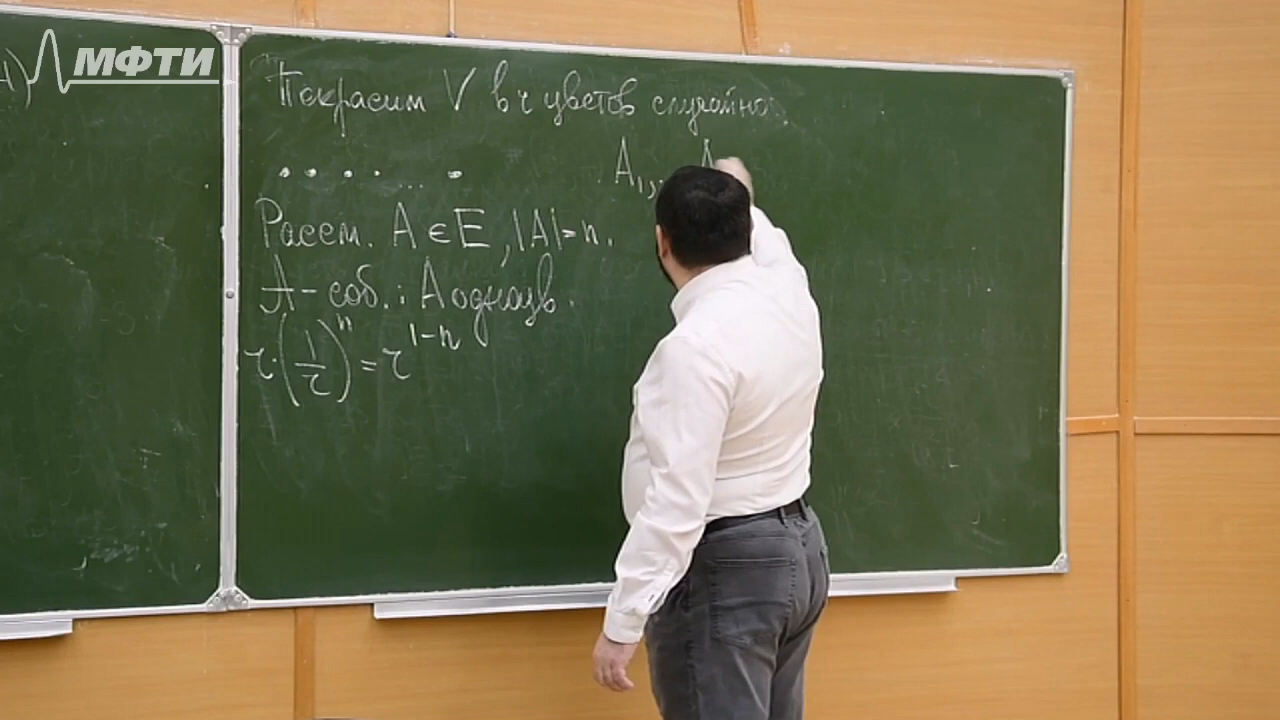 МФТИ
Покрасим V в r цветов случайно.
A₁, A
Рассм. A ∈ E, |A| = n.
A - соб.: A одноцв.
r·(1/r)ⁿ = r¹⁻ⁿ